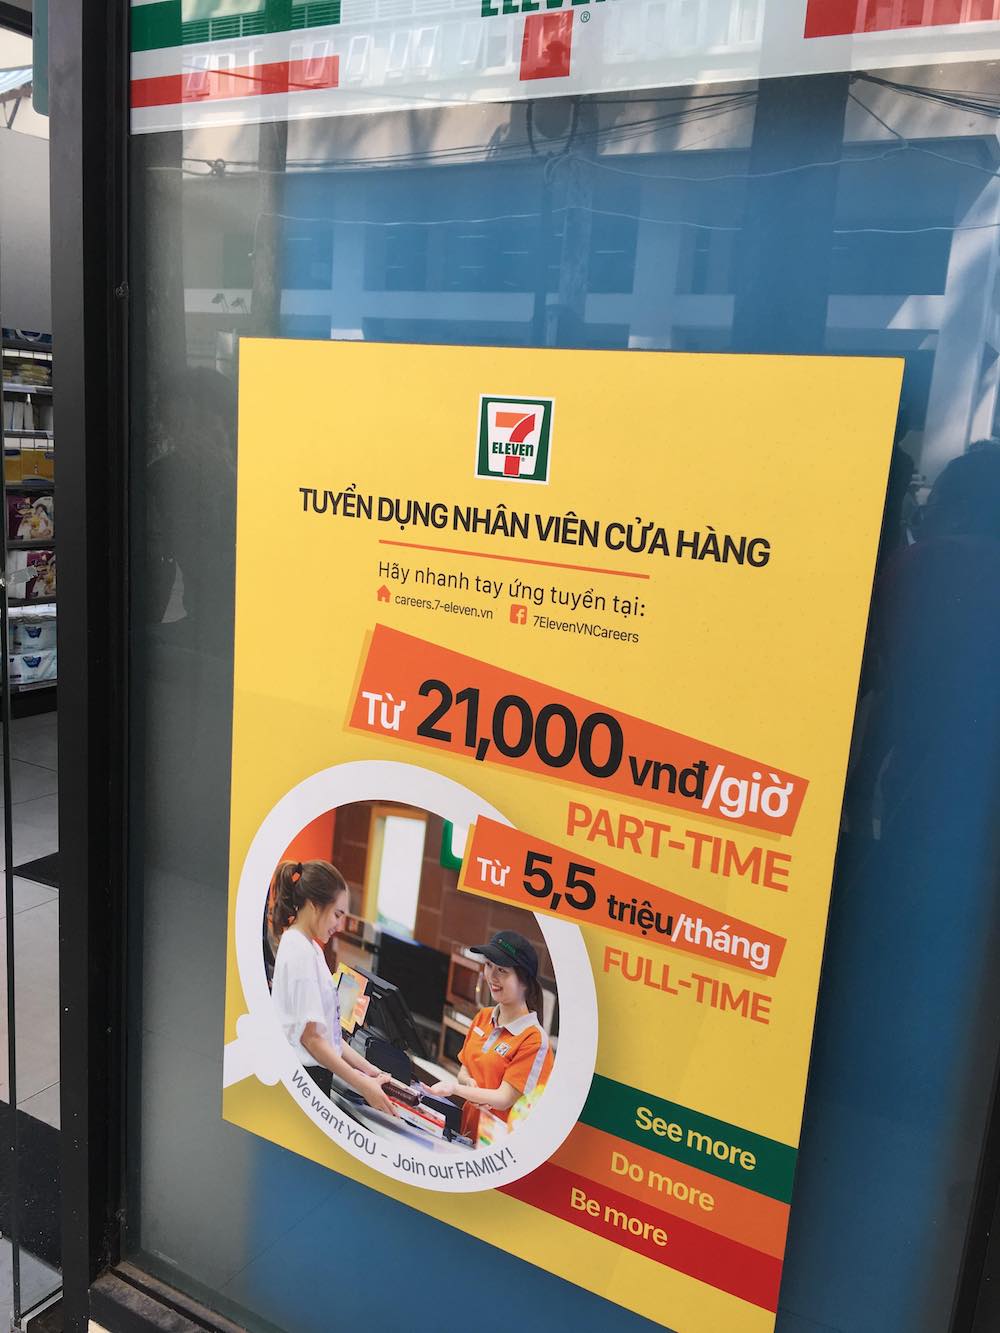 ELEVEN
®
7
ELEVEn
®
TUYỂN DỤNG NHÂN VIÊN CỬA HÀNG
Hãy nhanh tay ứng tuyển tại:
careers.7-eleven.vn 7ElevenVNCareers
Từ 21,000 vnđ/giờ
PART-TIME
Từ 5,5 triệu/tháng
FULL-TIME
We want YOU - Join our FAMILY!
See more
Do more
Be more